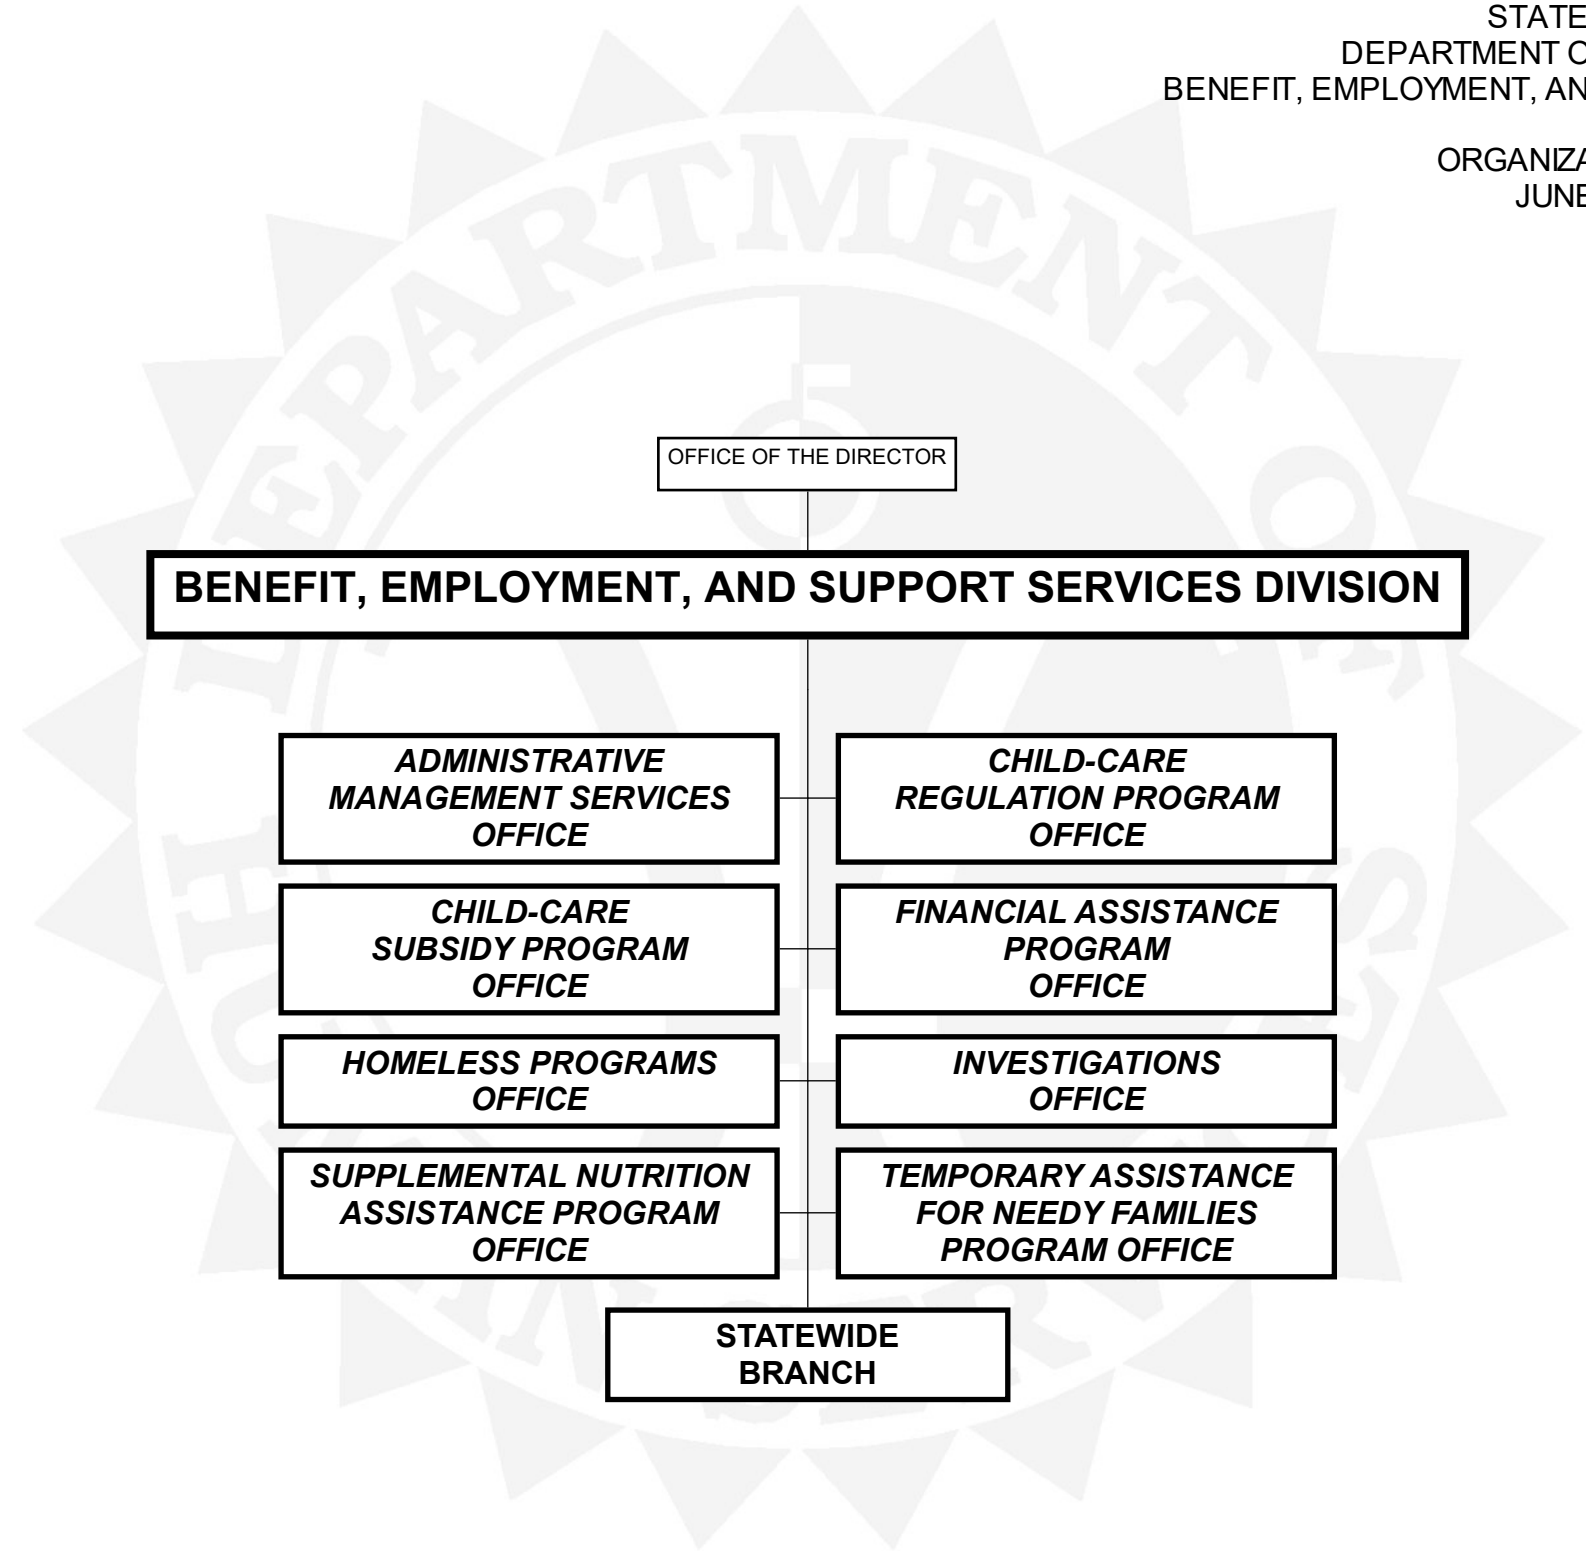 STATE
DEPARTMENT O
BENEFIT, EMPLOYMENT, AN
ORGANIZA
JUNE
OFFICE OF THE DIRECTOR
BENEFIT, EMPLOYMENT, AND SUPPORT SERVICES DIVISION
ADMINISTRATIVE
MANAGEMENT SERVICES
OFFICE
CHILD-CARE
REGULATION PROGRAM
OFFICE
CHILD-CARE
SUBSIDY PROGRAM
OFFICE
FINANCIAL ASSISTANCE
PROGRAM
OFFICE
HOMELESS PROGRAMS
OFFICE
INVESTIGATIONS
OFFICE
SUPPLEMENTAL NUTRITION
ASSISTANCE PROGRAM
OFFICE
TEMPORARY ASSISTANCE
FOR NEEDY FAMILIES
PROGRAM OFFICE
STATEWIDE
BRANCH
DEPARTMENT OF